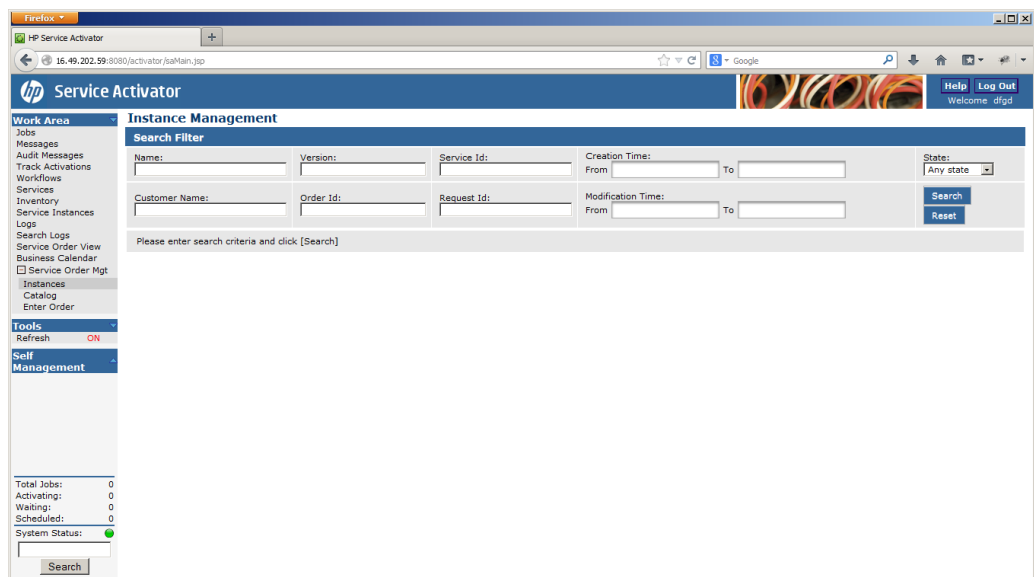 Firefox
HP Service Activator
+
16.49.202.59:8080/activator/saMain.jsp
Google
hp
Service Activator
Help Log Out
Welcome dfgd
Work Area
Jobs
Messages
Audit Messages
Track Activations
Workflows
Services
Inventory
Service Instances
Logs
Search Logs
Service Order View
Business Calendar
Service Order Mgt
Instances
Catalog
Enter Order
Tools
Refresh ON
Self
Management
Total Jobs: 0
Activating: 0
Waiting: 0
Scheduled: 0
System Status:
Search
Instance Management
Search Filter
Name: Version: Service Id: Creation Time: State:
From To Any state
Customer Name: Order Id: Request Id: Modification Time: Search
From To Reset
Please enter search criteria and click [Search]